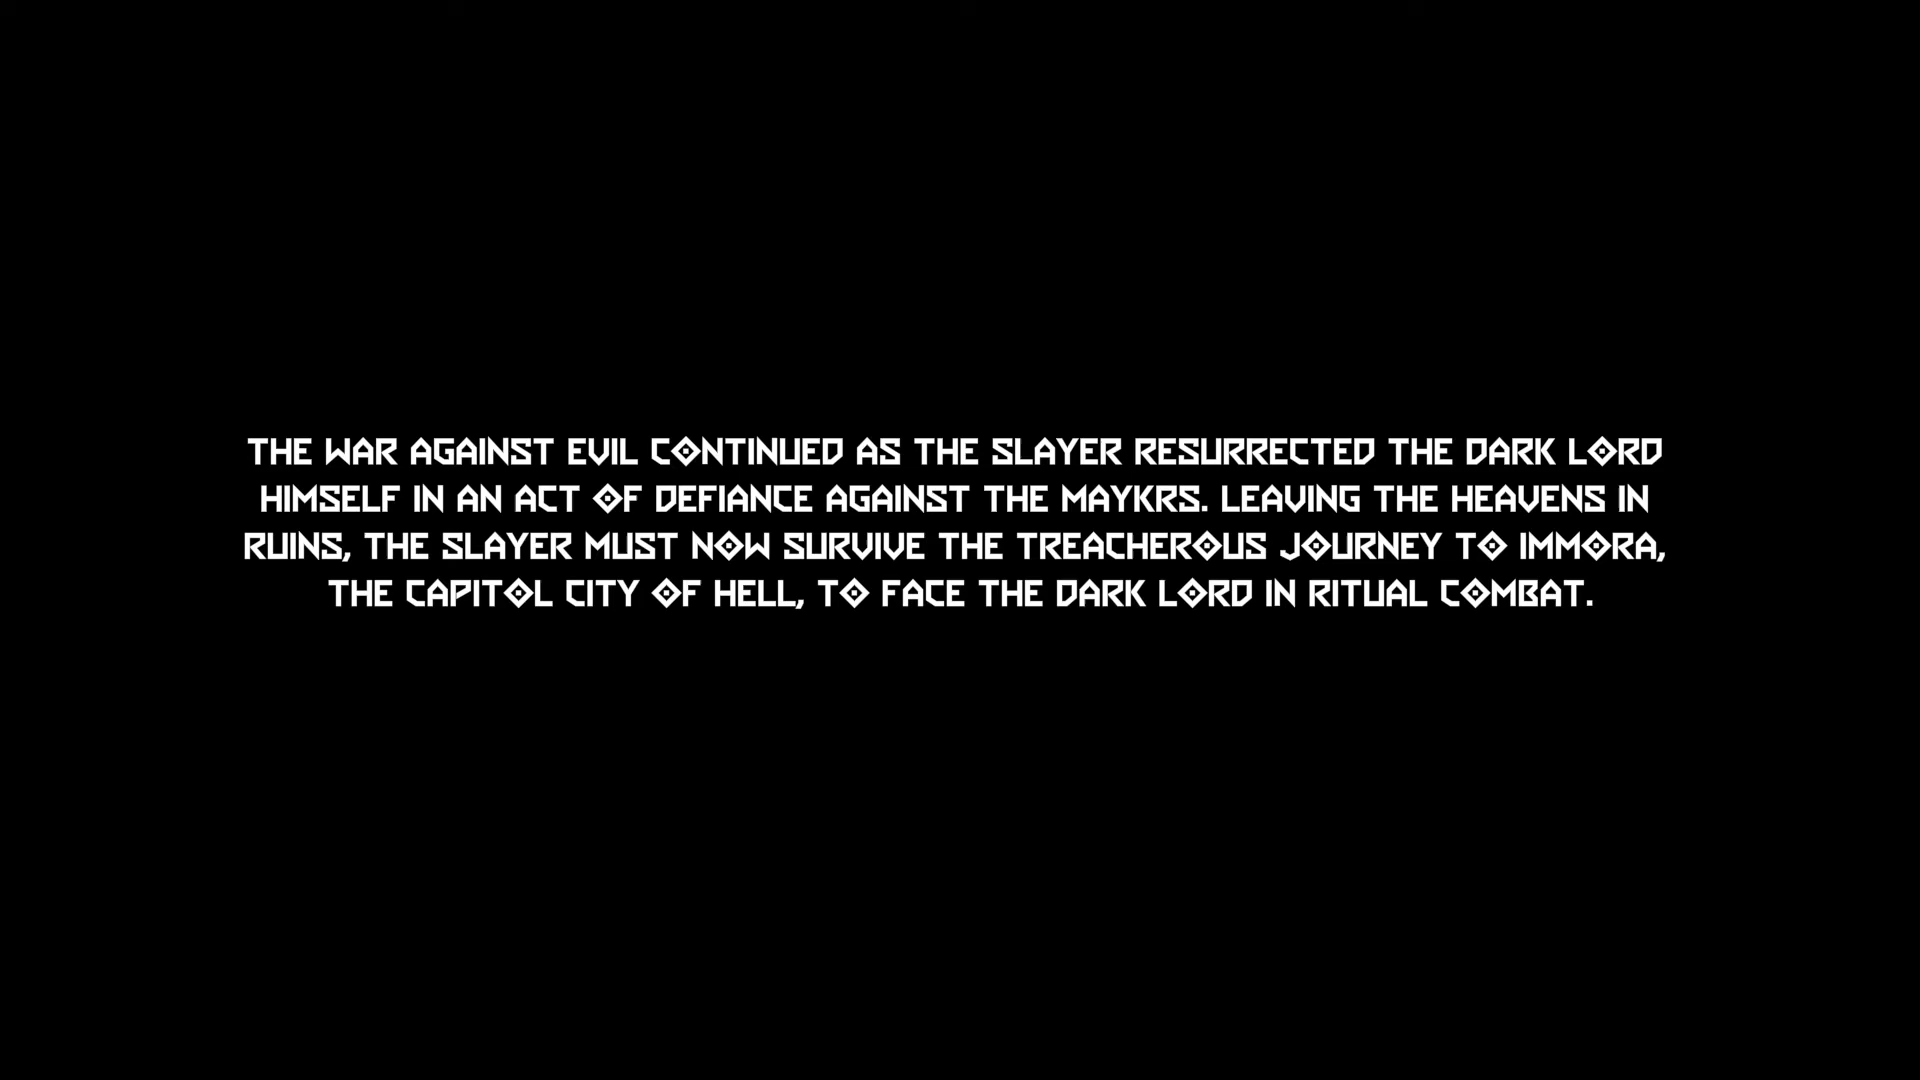 THE WAR AGAINST EVIL CONTINUED AS THE SLAYER RESURRECTED THE DARK LORD
HIMSELF IN AN ACT OF DEFIANCE AGAINST THE MAYKRS. LEAVING THE HEAVENS IN
RUINS, THE SLAYER MUST NOW SURVIVE THE TREACHEROUS JOURNEY TO IMMORA,
THE CAPITOL CITY OF HELL, TO FACE THE DARK LORD IN RITUAL COMBAT.